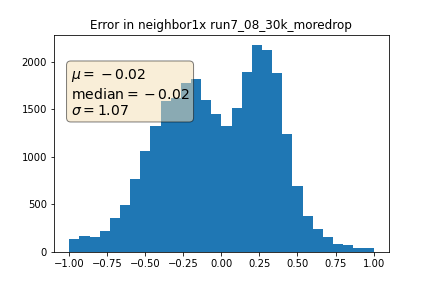 Error in neighbor1x run7_08_30k_moredrop
μ = −0.02
median = −0.02
σ = 1.07
2000
1500
1000
500
0
−1.00 −0.75 −0.50 −0.25 0.00 0.25 0.50 0.75 1.00